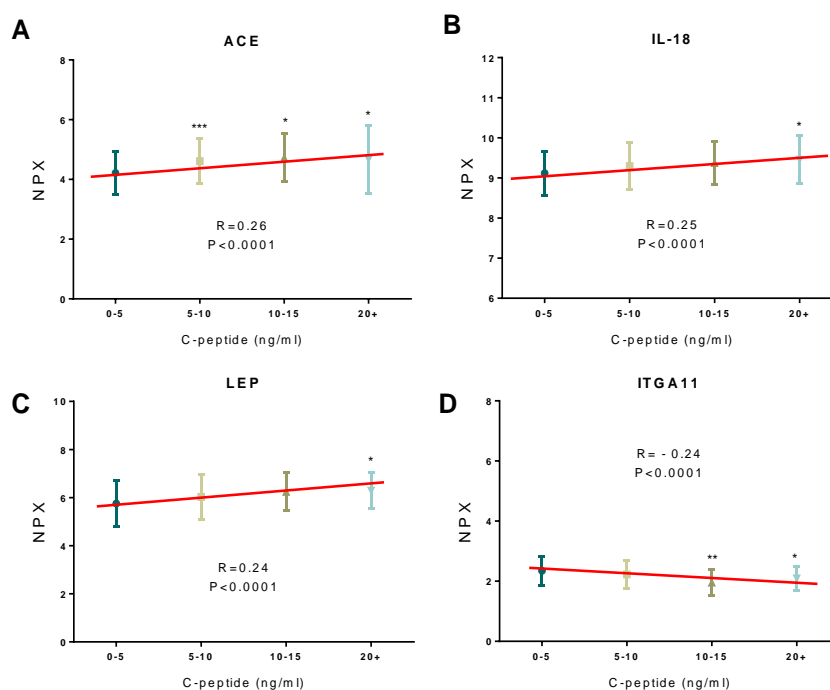 A
ACE
NPX
8
6
4
2
0
***
*
*
R=0.26
P<0.0001
0-5
5-10
10-15
20+
C-peptide (ng/ml)
B
IL-18
NPX
12
11
10
9
8
7
6
*
R=0.25
P<0.0001
0-5
5-10
10-15
20+
C-peptide (ng/ml)
C
LEP
NPX
10
8
6
4
2
0
*
R=0.24
P<0.0001
0-5
5-10
10-15
20+
C-peptide (ng/ml)
D
ITGA11
NPX
8
6
4
2
0
R= - 0.24
P<0.0001
**
*
0-5
5-10
10-15
20+
C-peptide (ng/ml)